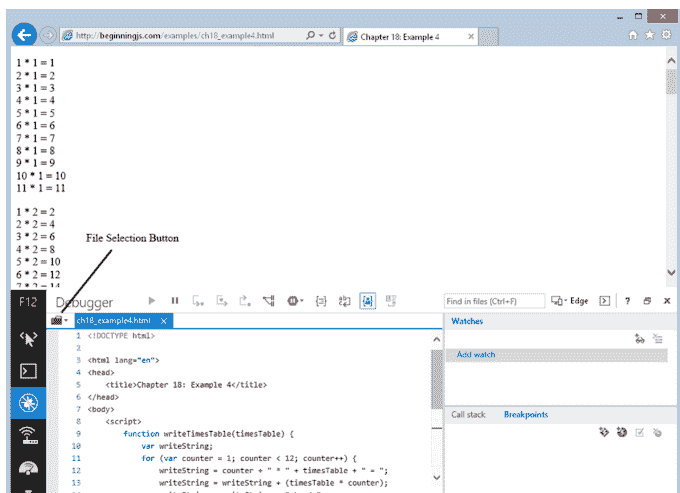 http://beginningjs.com/examples/ch18_example4.html
Chapter 18: Example 4
1 * 1 = 1
2 * 1 = 2
3 * 1 = 3
4 * 1 = 4
5 * 1 = 5
6 * 1 = 6
7 * 1 = 7
8 * 1 = 8
9 * 1 = 9
10 * 1 = 10
11 * 1 = 11
1 * 2 = 2
2 * 2 = 4
3 * 2 = 6
4 * 2 = 8
5 * 2 = 10
6 * 2 = 12
7 * 2 = 14
File Selection Button
F12 Debugger Find in files (Ctrl+F) Edge ?
ch18_example4.html
Watches
Add watch
1 <!DOCTYPE html>
2
3 <html lang="en">
4 <head>
5 <title>Chapter 18: Example 4</title>
6 </head>
7 <body>
8 <script>
9 function writeTimesTable(timesTable) {
10 var writeString;
11 for (var counter = 1; counter < 12; counter++) {
12 writeString = counter + " * " + timesTable + " = ";
13 writeString = writeString + (timesTable * counter);
Call stack Breakpoints